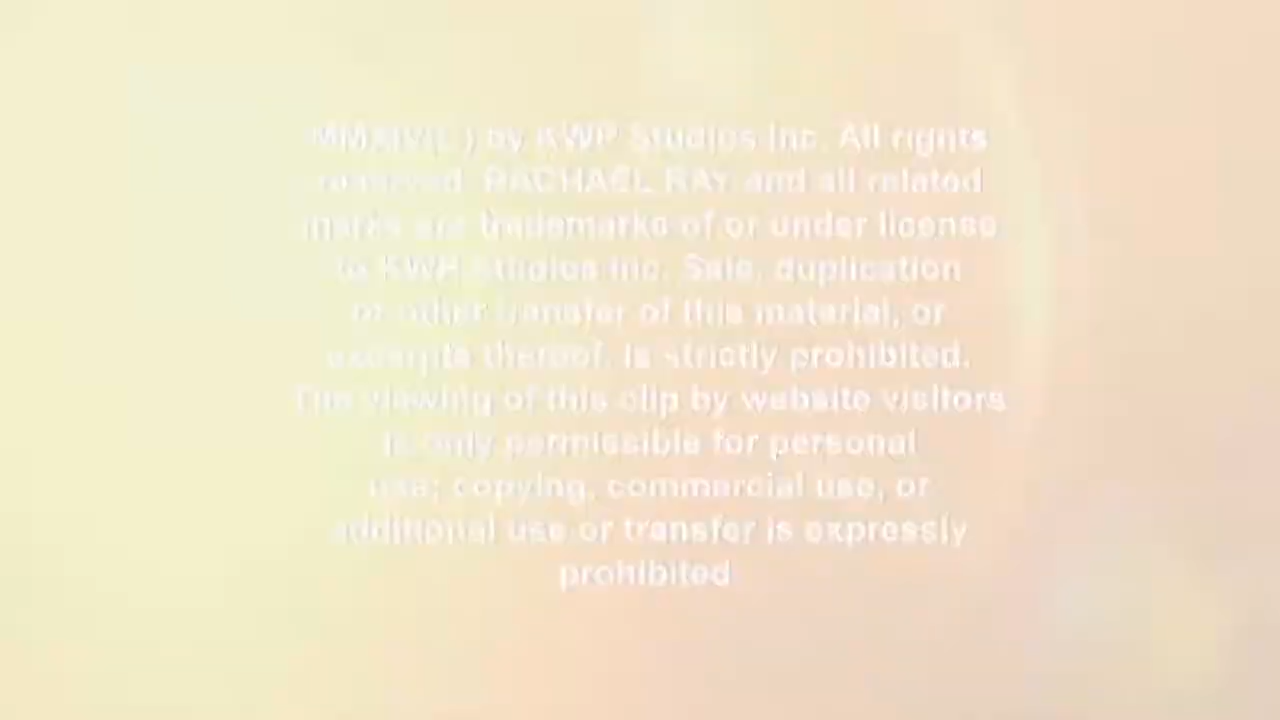 by KWP Studios Inc. All rights
reserved. RACHAEL RAY and all related
marks are trademarks of or under license
to KWP Studios Inc. Sale, duplication
or other transfer of this material, or
excerpts thereof, is strictly prohibited.
The viewing of this clip by website visitors
is only permissible for personal
use; copying, commercial use, or
additional use or transfer is expressly
prohibited